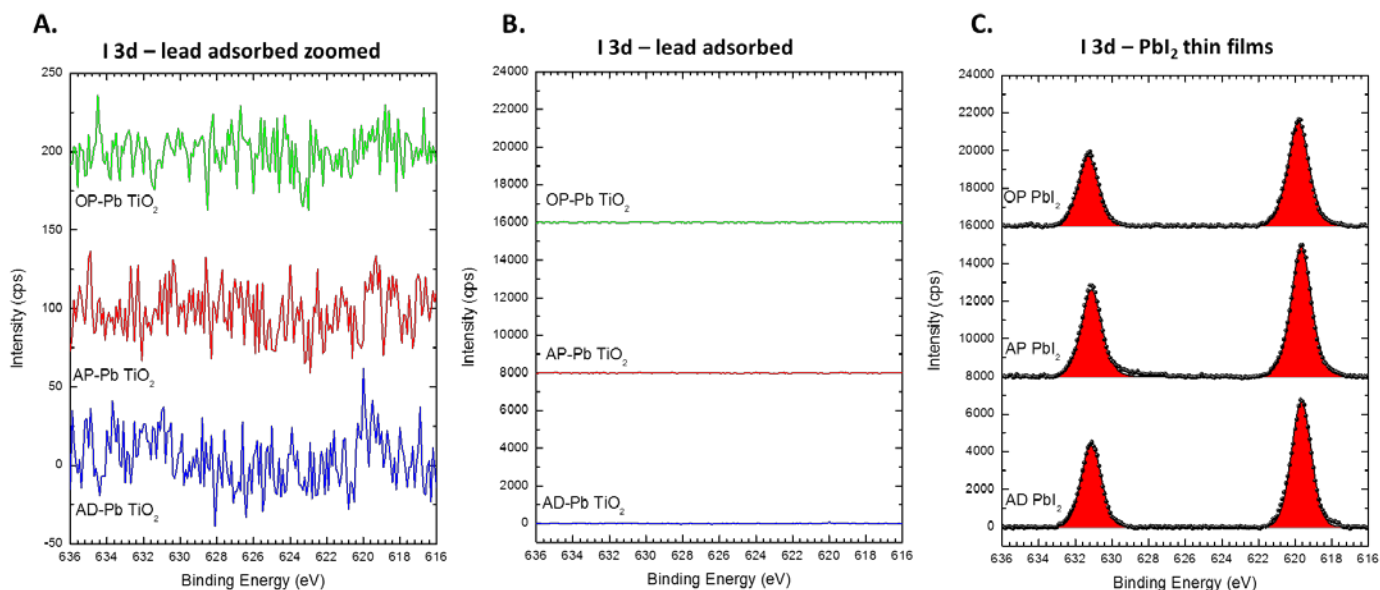 A.
I 3d – lead adsorbed zoomed
250
200
150
100
50
0
-50
Intensity (cps)
OP-Pb TiO₂
AP-Pb TiO₂
AD-Pb TiO₂
636 634 632 630 628 626 624 622 620 618 616
Binding Energy (eV)
B.
I 3d – lead adsorbed
24000
22000
20000
18000
16000
14000
12000
10000
8000
6000
4000
2000
0
Intensity (cps)
OP-Pb TiO₂
AP-Pb TiO₂
AD-Pb TiO₂
636 634 632 630 628 626 624 622 620 618 616
Binding Energy (eV)
C.
I 3d – PbI₂ thin films
24000
22000
20000
18000
16000
14000
12000
10000
8000
6000
4000
2000
0
Intensity (cps)
OP PbI₂
AP PbI₂
AD PbI₂
636 634 632 630 628 626 624 622 620 618 616
Binding Energy (eV)